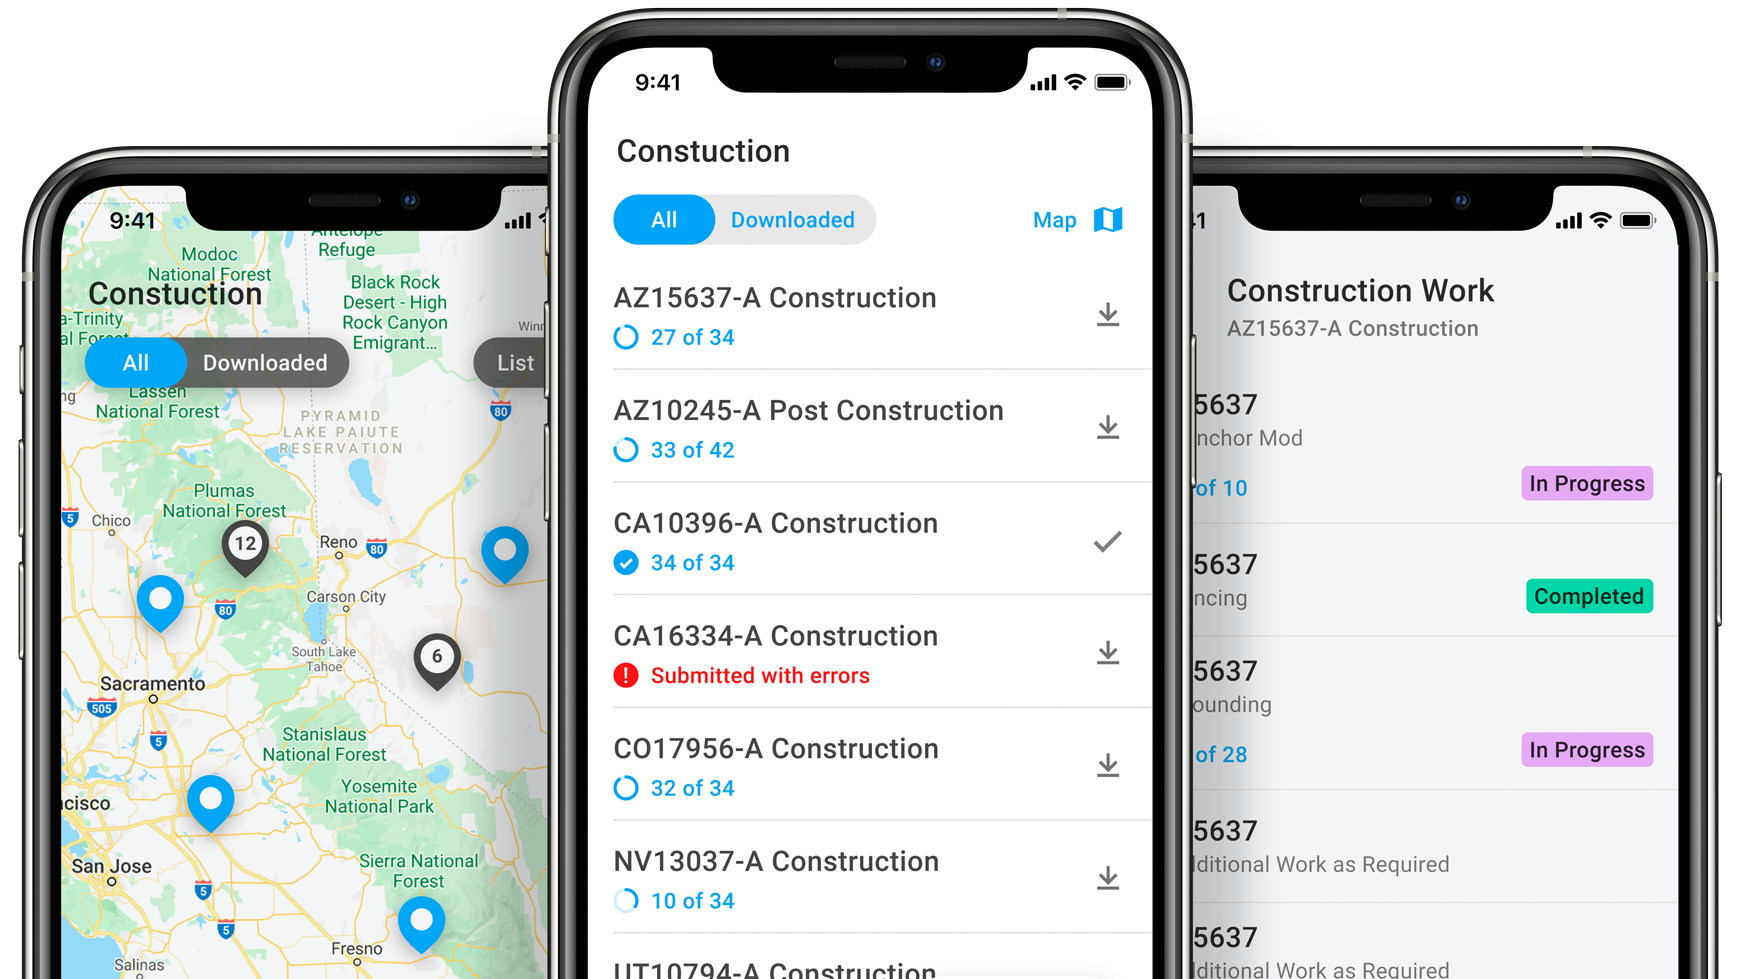 9:41
Antelope
Refuge
Modoc
National Forest
Constuction
Black Rock
Desert - High
Rock Canyon
Emigrant...
a-Trinity
al Forest
All
Downloaded
List
Lassen
National Forest
80
PYRAMID
LAKE PAIUTE
RESERVATION
Plumas
National Forest
5
Chico
12
Reno
80
Carson City
80
South Lake
Tahoe
6
Sacramento
505
5
Stanislaus
National Forest
Yosemite
National Park
San Jose
Sierra National
Forest
5
5
Fresno
Salinas
9:41
Constuction
All
Downloaded
Map
AZ15637-A Construction
27 of 34
AZ10245-A Post Construction
33 of 42
CA10396-A Construction
34 of 34
CA16334-A Construction
Submitted with errors
CO17956-A Construction
32 of 34
NV13037-A Construction
10 of 34
UT10794-A Construction
41
Construction Work
AZ15637-A Construction
5637
nchor Mod
of 10
In Progress
5637
ncing
Completed
5637
ounding
of 28
In Progress
5637
ditional Work as Required
5637
ditional Work as Required